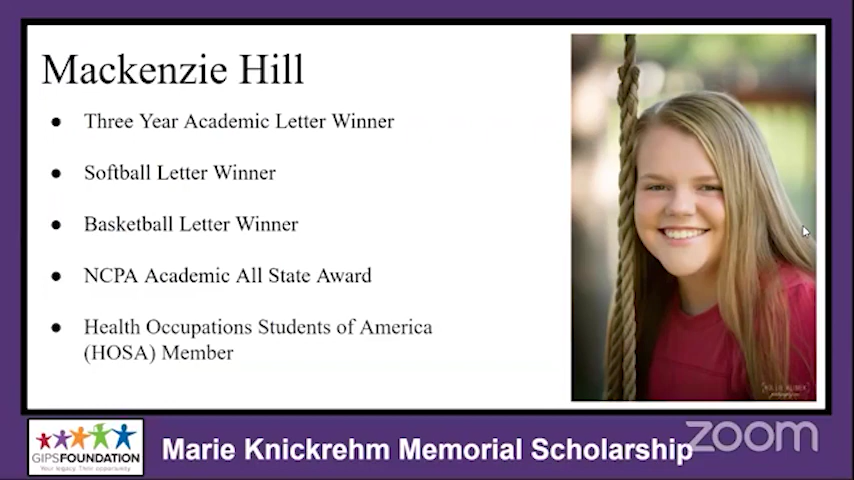 Mackenzie Hill
● Three Year Academic Letter Winner
● Softball Letter Winner
● Basketball Letter Winner
● NCPA Academic All State Award
● Health Occupations Students of America
(HOSA) Member
GIPSFOUNDATION
Your legacy. Their opportunity.
Marie Knickrehm Memorial Scholarship
zoom